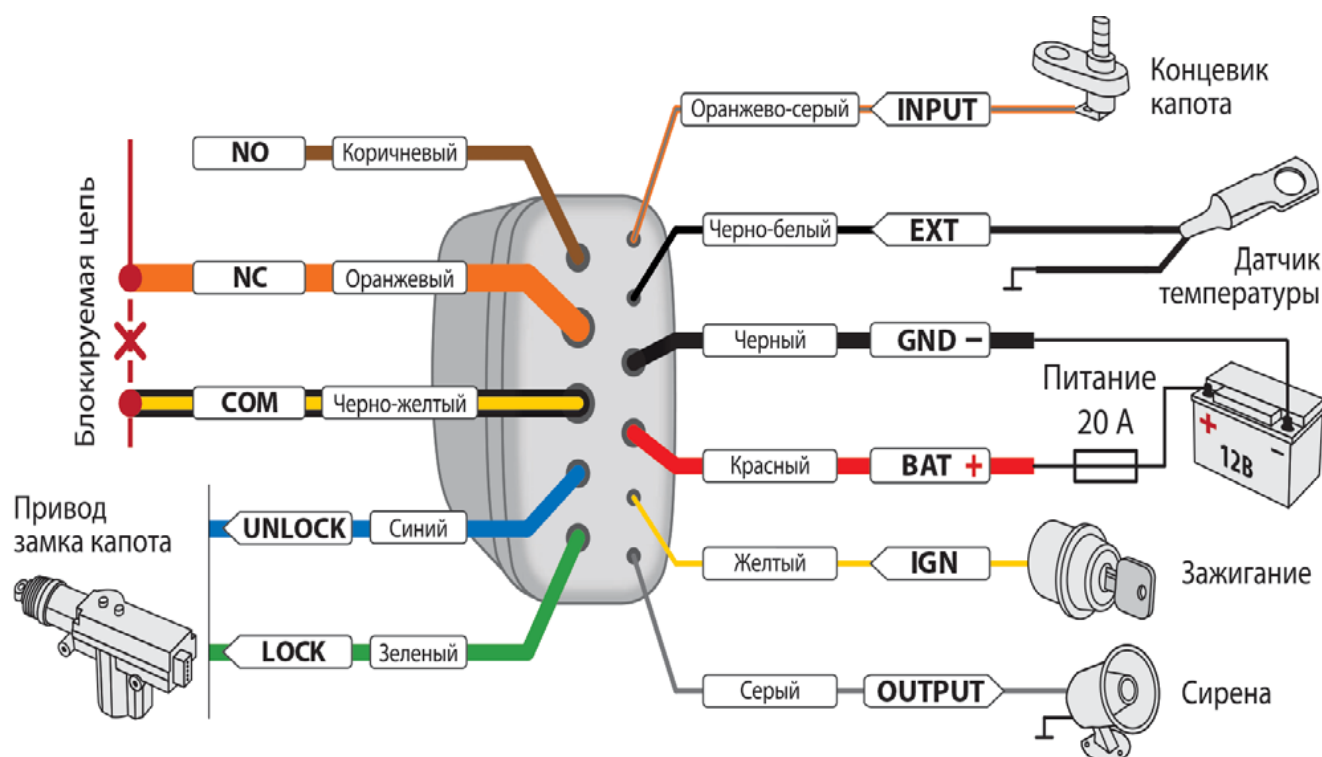 Концевик
капота
Оранжево-серый
INPUT
NO
Коричневый
Блокируемая цепь
Черно-белый
EXT
Датчик
температуры
NC
Оранжевый
Черный
GND –
Питание
20 А
COM
Черно-желтый
Красный
BAT +
+ –
12В
Привод
замка капота
UNLOCK
Синий
Желтый
IGN
Зажигание
LOCK
Зеленый
Серый
OUTPUT
Сирена